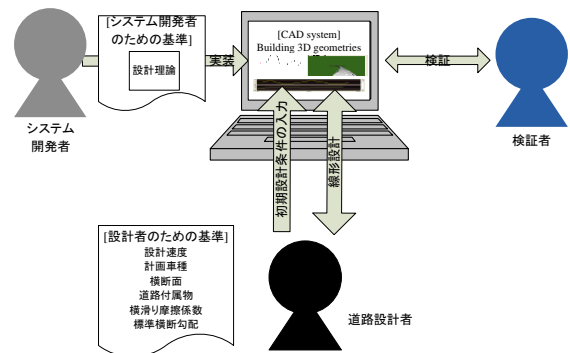 [システム開発者
のための基準]
設計理論
実装
[CAD system]
Building 3D geometries
検証
システム
開発者
検証者
初期設計条件の入力
線形設計
[設計者のための基準]
設計速度
計画車種
横断面
道路付属物
横滑り摩擦係数
標準横断勾配
道路設計者